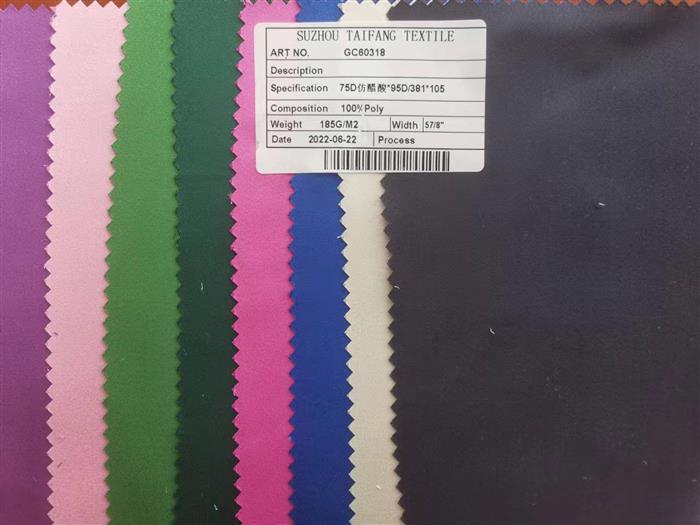 SUZHOU TAIFANG TEXTILE
ART NO. GC60318
Description
Specification 75D仿醋酸*95D/381*105
Composition 100%Poly
Weight 185G/M2 Width 57/8"
Date 2022-06-22 Process